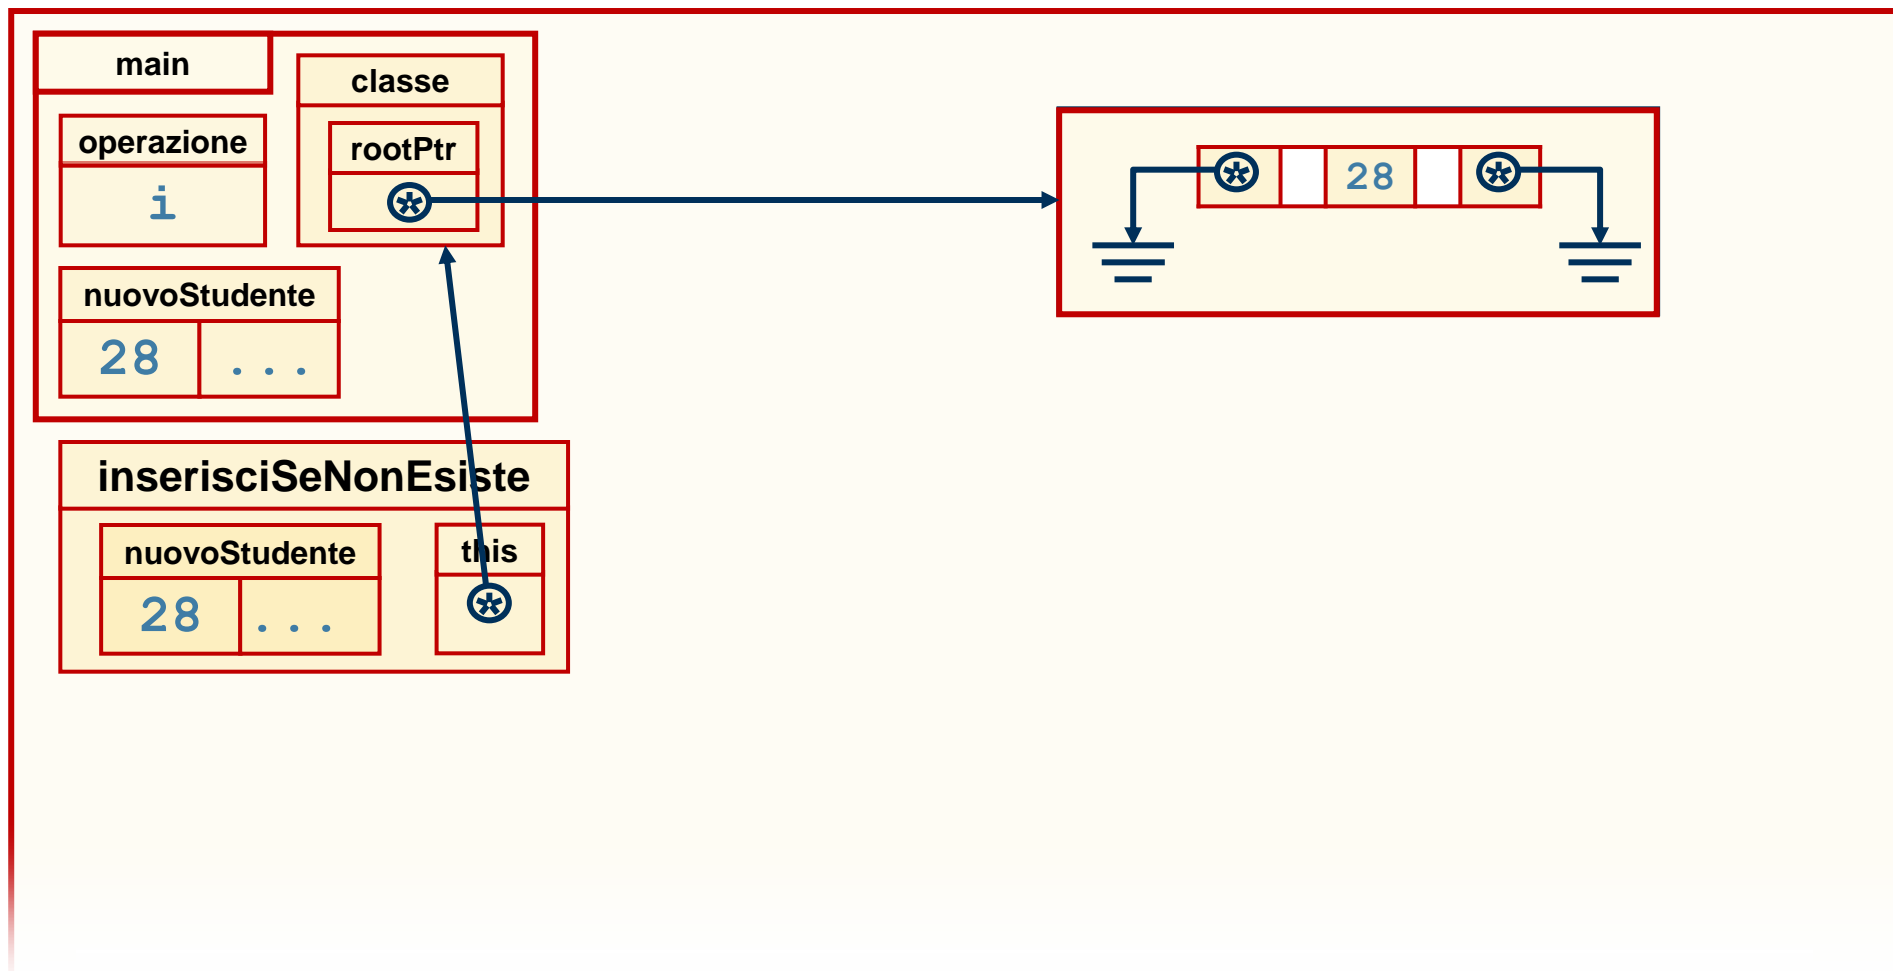 main
classe
operazione
rootPtr
i
28
nuovoStudente
28 ...
inserisciSeNonEsiste
nuovoStudente
this
28 ...